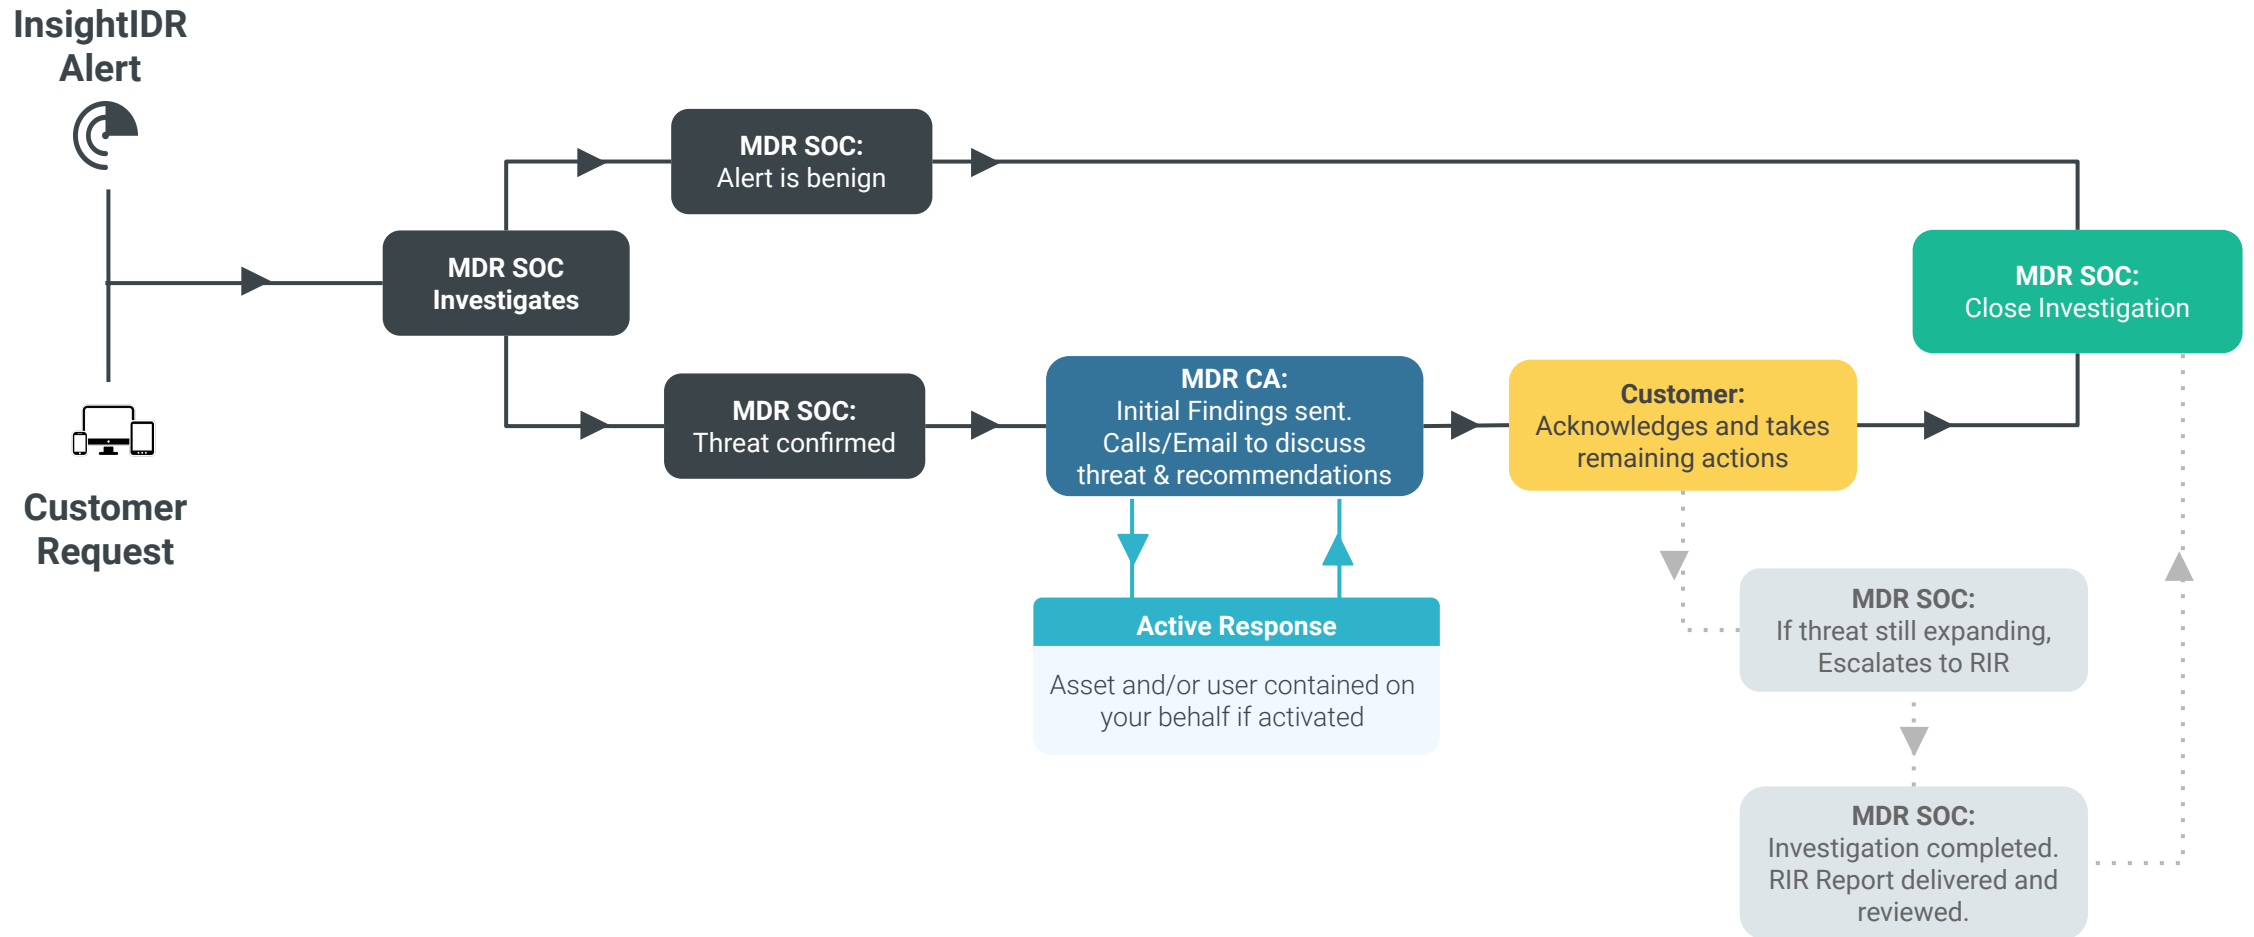 InsightIDR
Alert
MDR SOC:
Alert is benign
MDR SOC
Investigates
MDR SOC:
Close Investigation
MDR SOC:
Threat confirmed
MDR CA:
Initial Findings sent.
Calls/Email to discuss
threat & recommendations
Customer:
Acknowledges and takes
remaining actions
Customer
Request
Active Response
Asset and/or user contained on
your behalf if activated
MDR SOC:
If threat still expanding,
Escalates to RIR
MDR SOC:
Investigation completed.
RIR Report delivered and
reviewed.